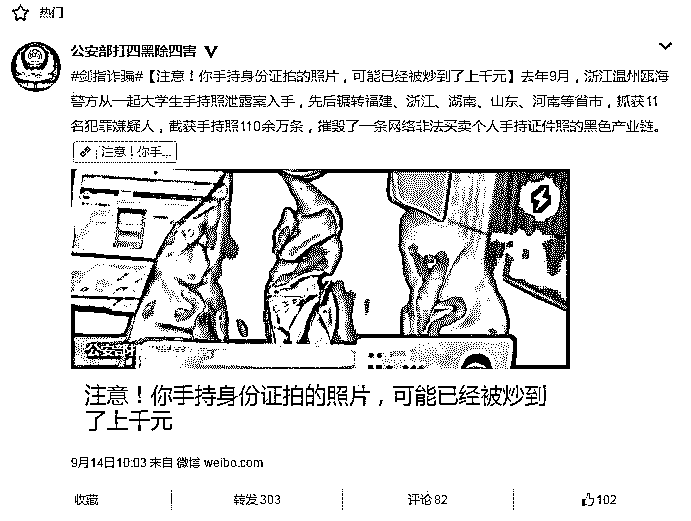 热门
公安部打四黑除四害
#剑指诈骗#【注意！你手持身份证拍的照片，可能已经被炒到了上千元】去年9月，浙江温州瓯海
警方从一起大学生手持照泄露案入手，先后辗转福建、浙江、湖南、山东、河南等省市，抓获11
名犯罪嫌疑人，截获手持照110余万条，摧毁了一条网络非法买卖个人手持证件照的黑色产业链。
注意！你手...
注意！你手持身份证拍的照片，可能已经被炒到
了上千元
9月14日10:03 来自 微博 weibo.com
收藏 转发 303 评论 82 102